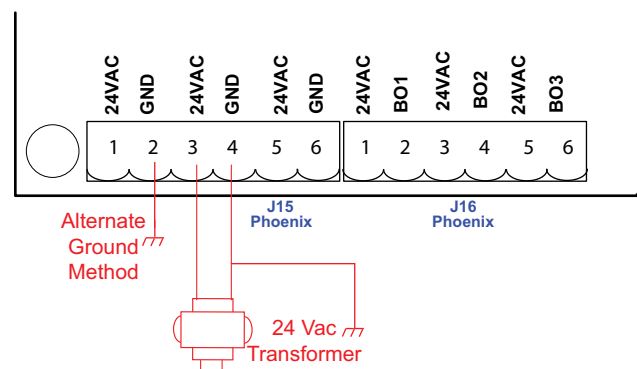 24VAC GND 24VAC GND 24VAC GND 24VAC BO1 24VAC BO2 24VAC BO3
1 2 3 4 5 6 1 2 3 4 5 6
J15
Phoenix
J16
Phoenix
Alternate
Ground
Method
24 Vac
Transformer